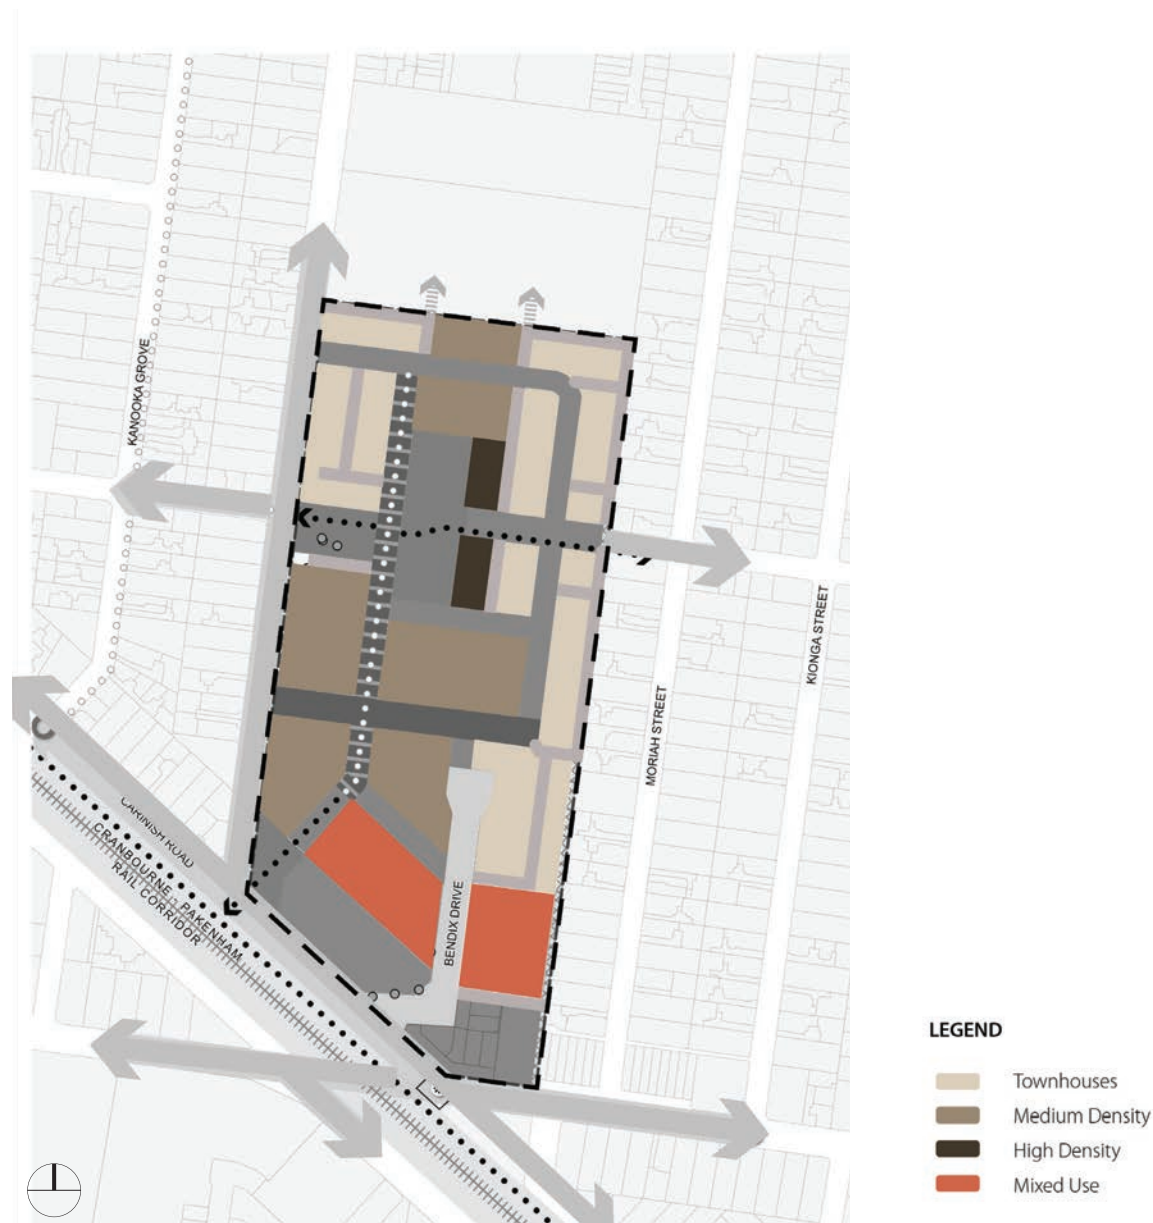 KANOOKA GROVE
KIONGA STREET
MORIAH STREET
CARINISH ROAD
CRANBOURNE - PAKENHAM
RAIL CORRIDOR
BENDIX DRIVE
LEGEND
Townhouses
Medium Density
High Density
Mixed Use